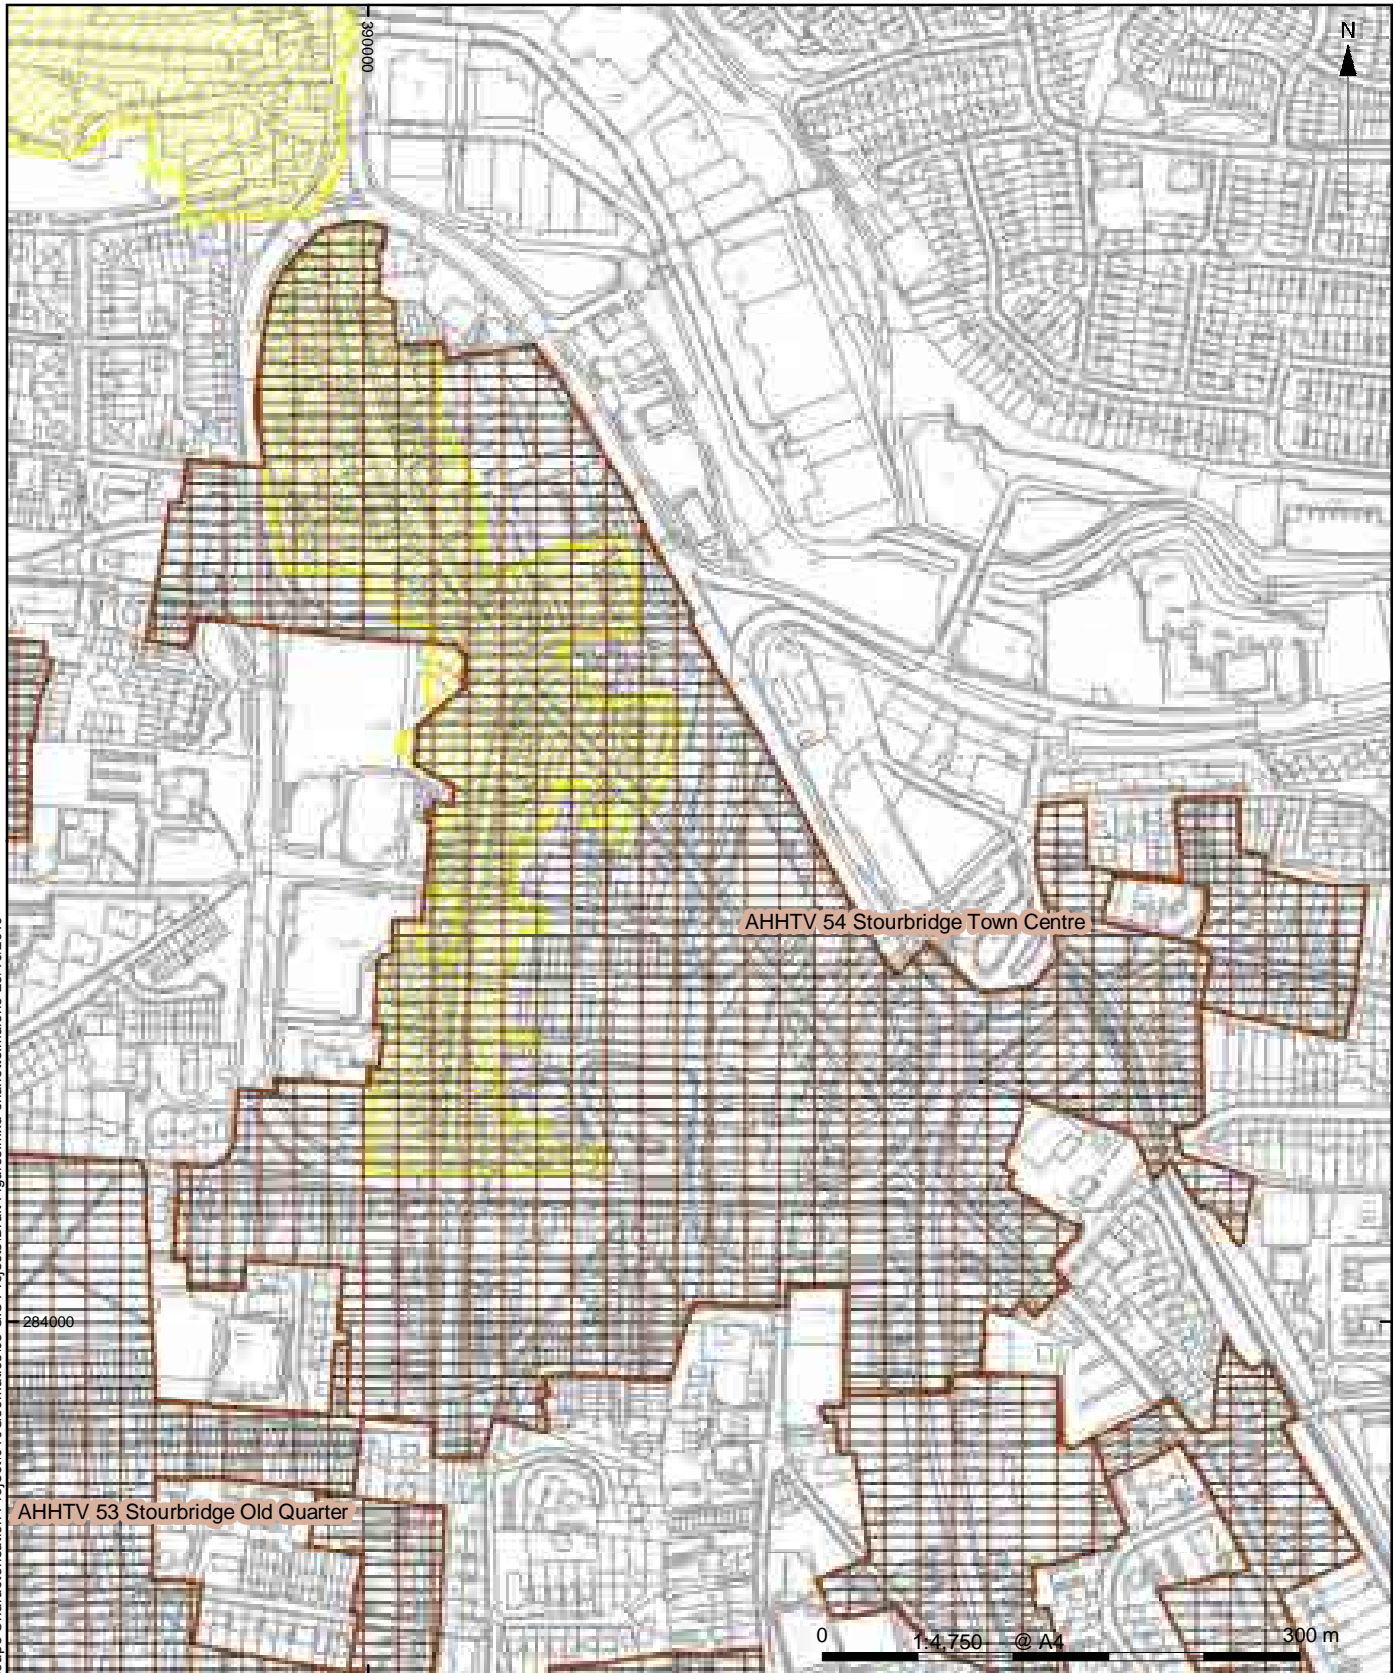 390000
N
AHHTV 54 Stourbridge Town Centre
284000
AHHTV 53 Stourbridge Old Quarter
0 1:4,750 @ A4 300 m